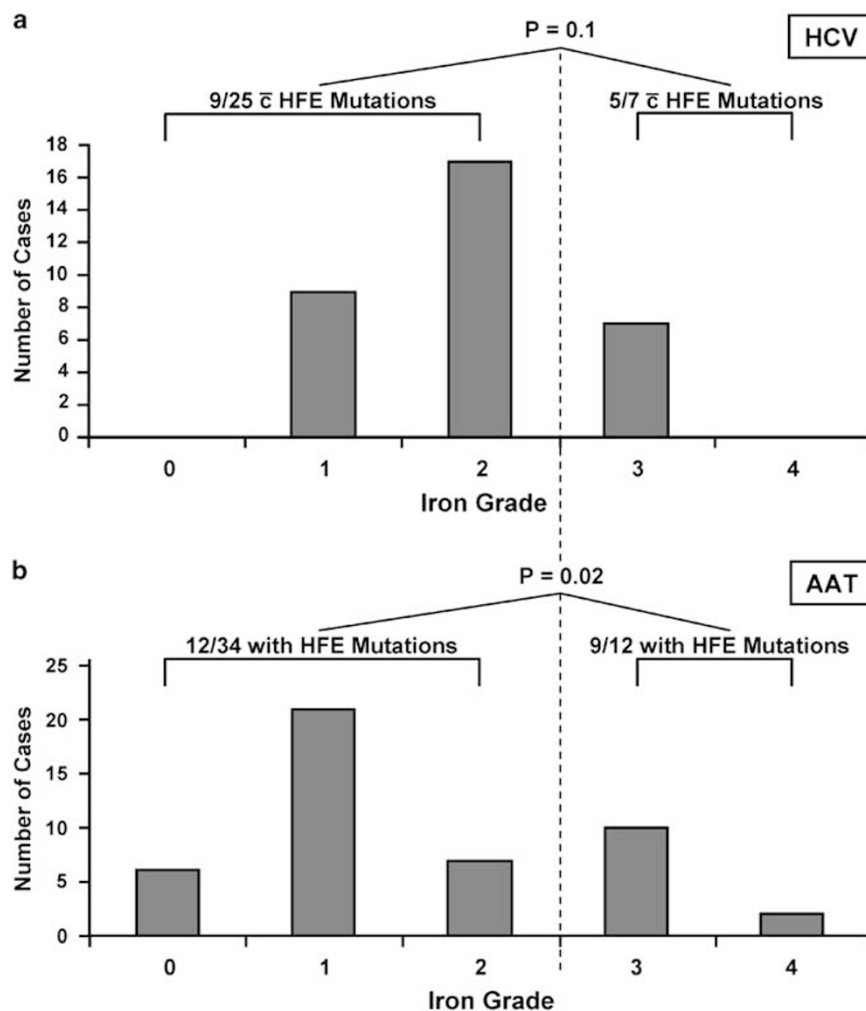 a
P = 0.1
HCV
9/25 c̅ HFE Mutations
5/7 c̅ HFE Mutations
18
16
14
12
10
8
6
4
2
0
Number of Cases
0 1 2 3 4
Iron Grade
b
P = 0.02
AAT
12/34 with HFE Mutations
9/12 with HFE Mutations
25
20
15
10
5
0
Number of Cases
0 1 2 3 4
Iron Grade